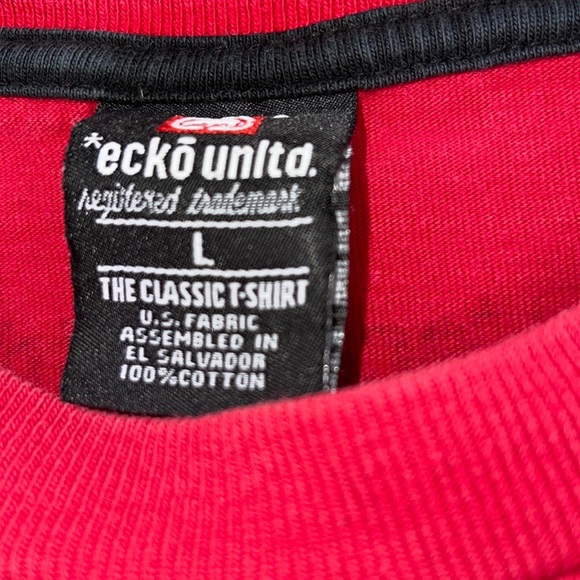 *eckō unltd.
registered trademark
L
THE CLASSIC T-SHIRT
U.S. FABRIC
ASSEMBLED IN
EL SALVADOR
100% COTTON